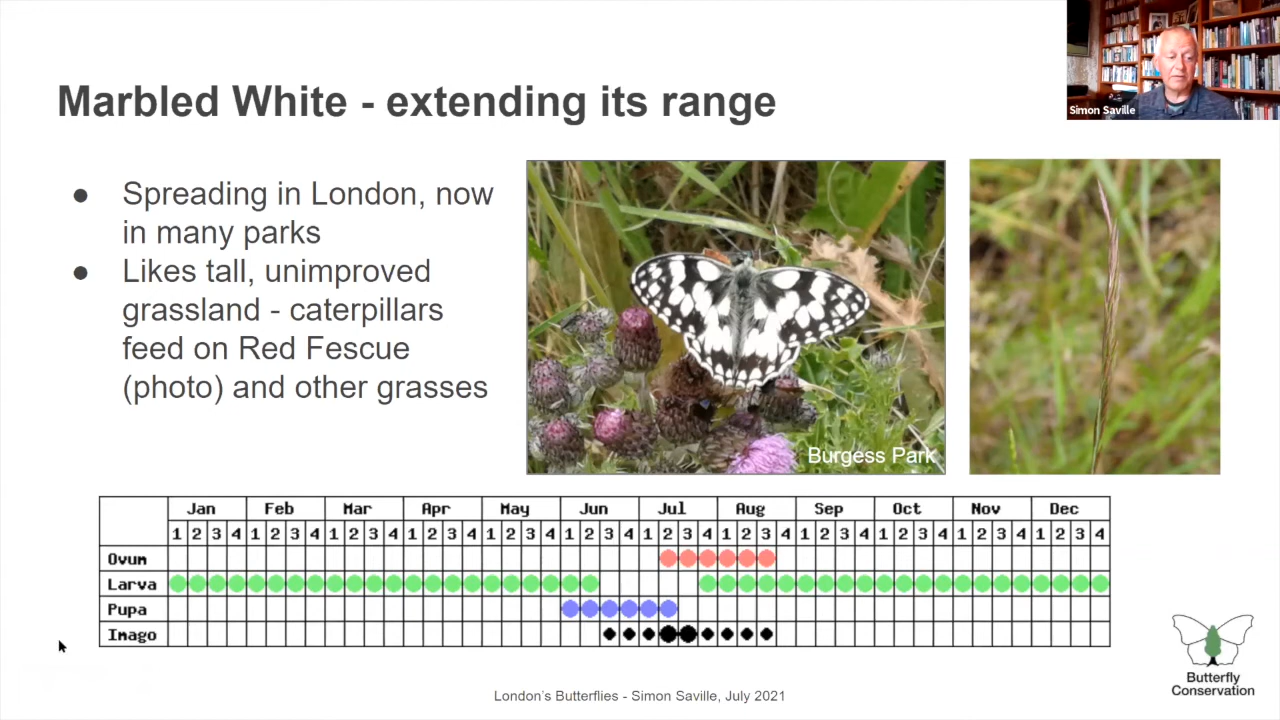 Simon Saville
Marbled White - extending its range
● Spreading in London, now
in many parks
● Likes tall, unimproved
grassland - caterpillars
feed on Red Fescue
(photo) and other grasses
Burgess Park
Jan Feb Mar Apr May Jun Jul Aug Sep Oct Nov Dec
1 2 3 4 1 2 3 4 1 2 3 4 1 2 3 4 1 2 3 4 1 2 3 4 1 2 3 4 1 2 3 4 1 2 3 4 1 2 3 4 1 2 3 4 1 2 3 4
Ovum
Larva
Pupa
Imago
Butterfly
Conservation
London's Butterflies - Simon Saville, July 2021